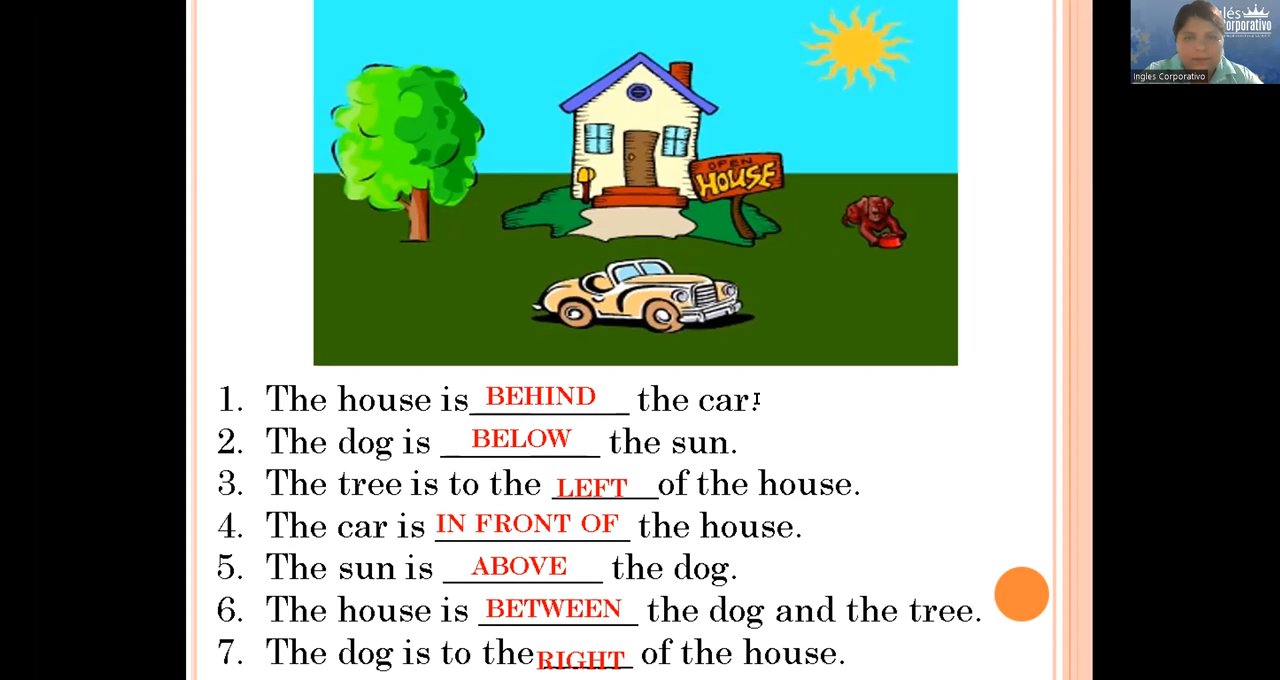 OPEN
HOUSE
lés
orporativo
Ingles Corporativo
1. The house is BEHIND the car.
2. The dog is BELOW the sun.
3. The tree is to the LEFT of the house.
4. The car is IN FRONT OF the house.
5. The sun is ABOVE the dog.
6. The house is BETWEEN the dog and the tree.
7. The dog is to the RIGHT of the house.